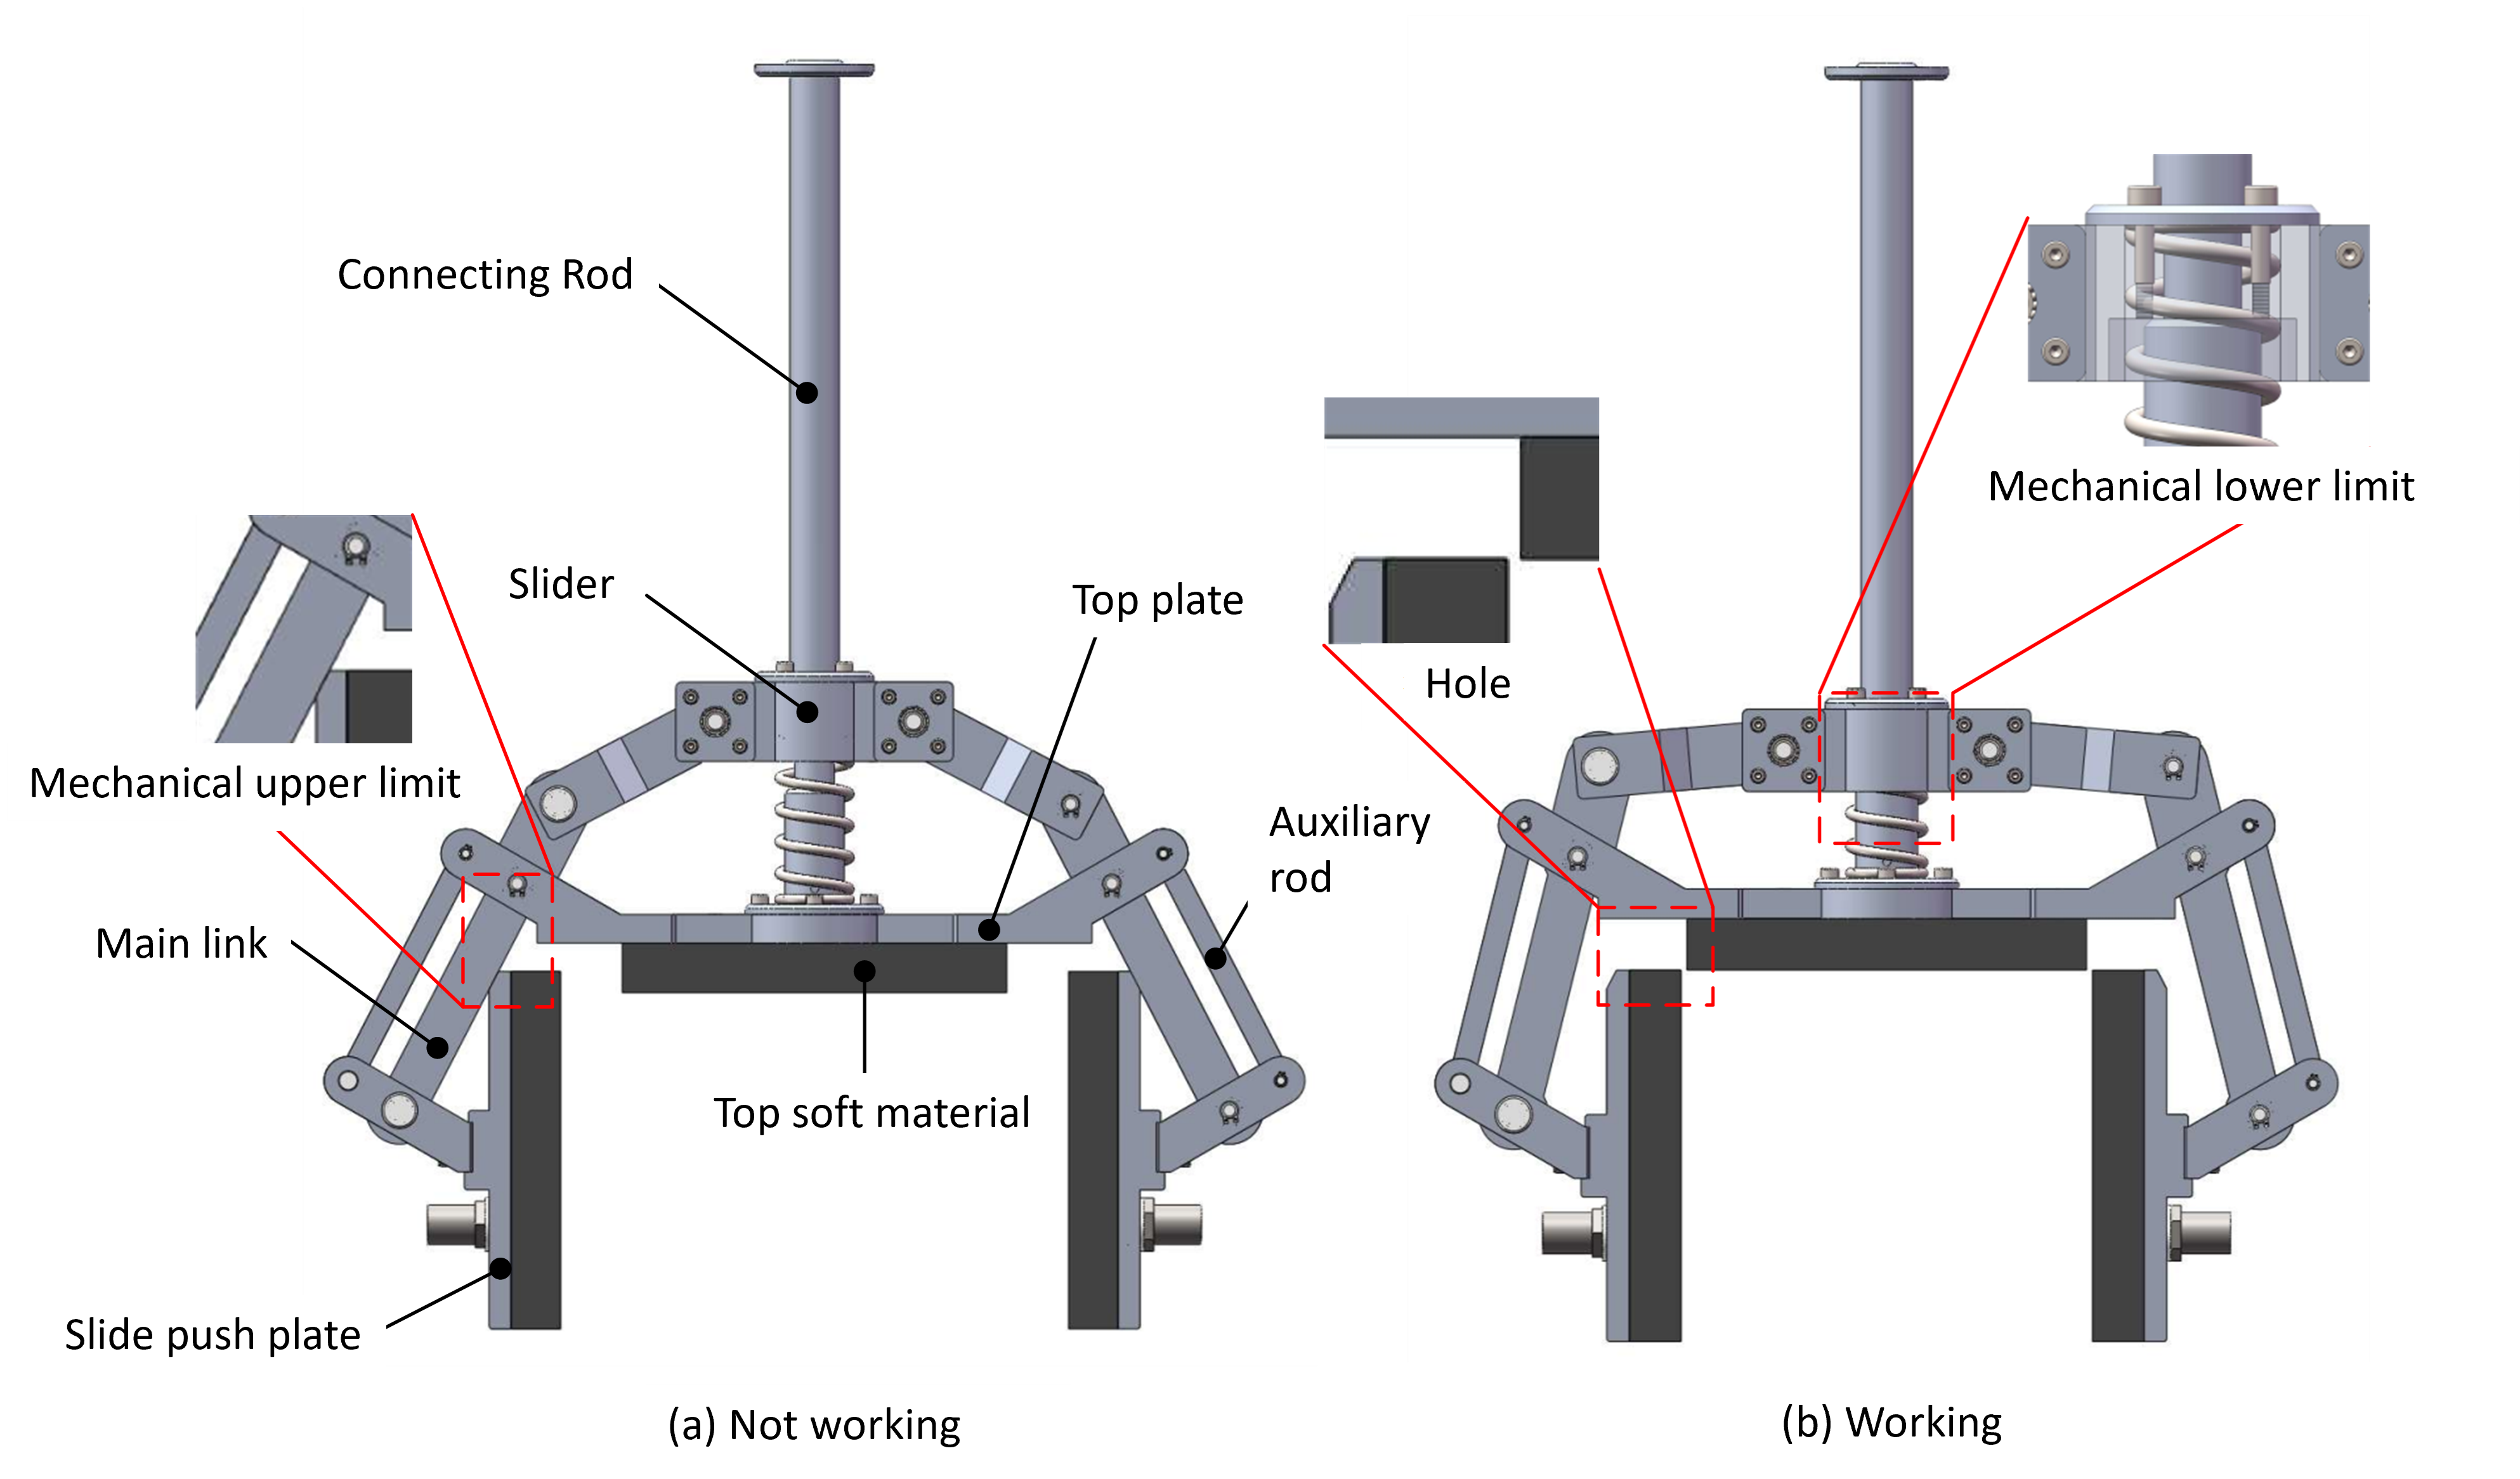 Connecting Rod
Slider
Top plate
Mechanical upper limit
Auxiliary
rod
Main link
Top soft material
Slide push plate
(a) Not working
Mechanical lower limit
Hole
(b) Working